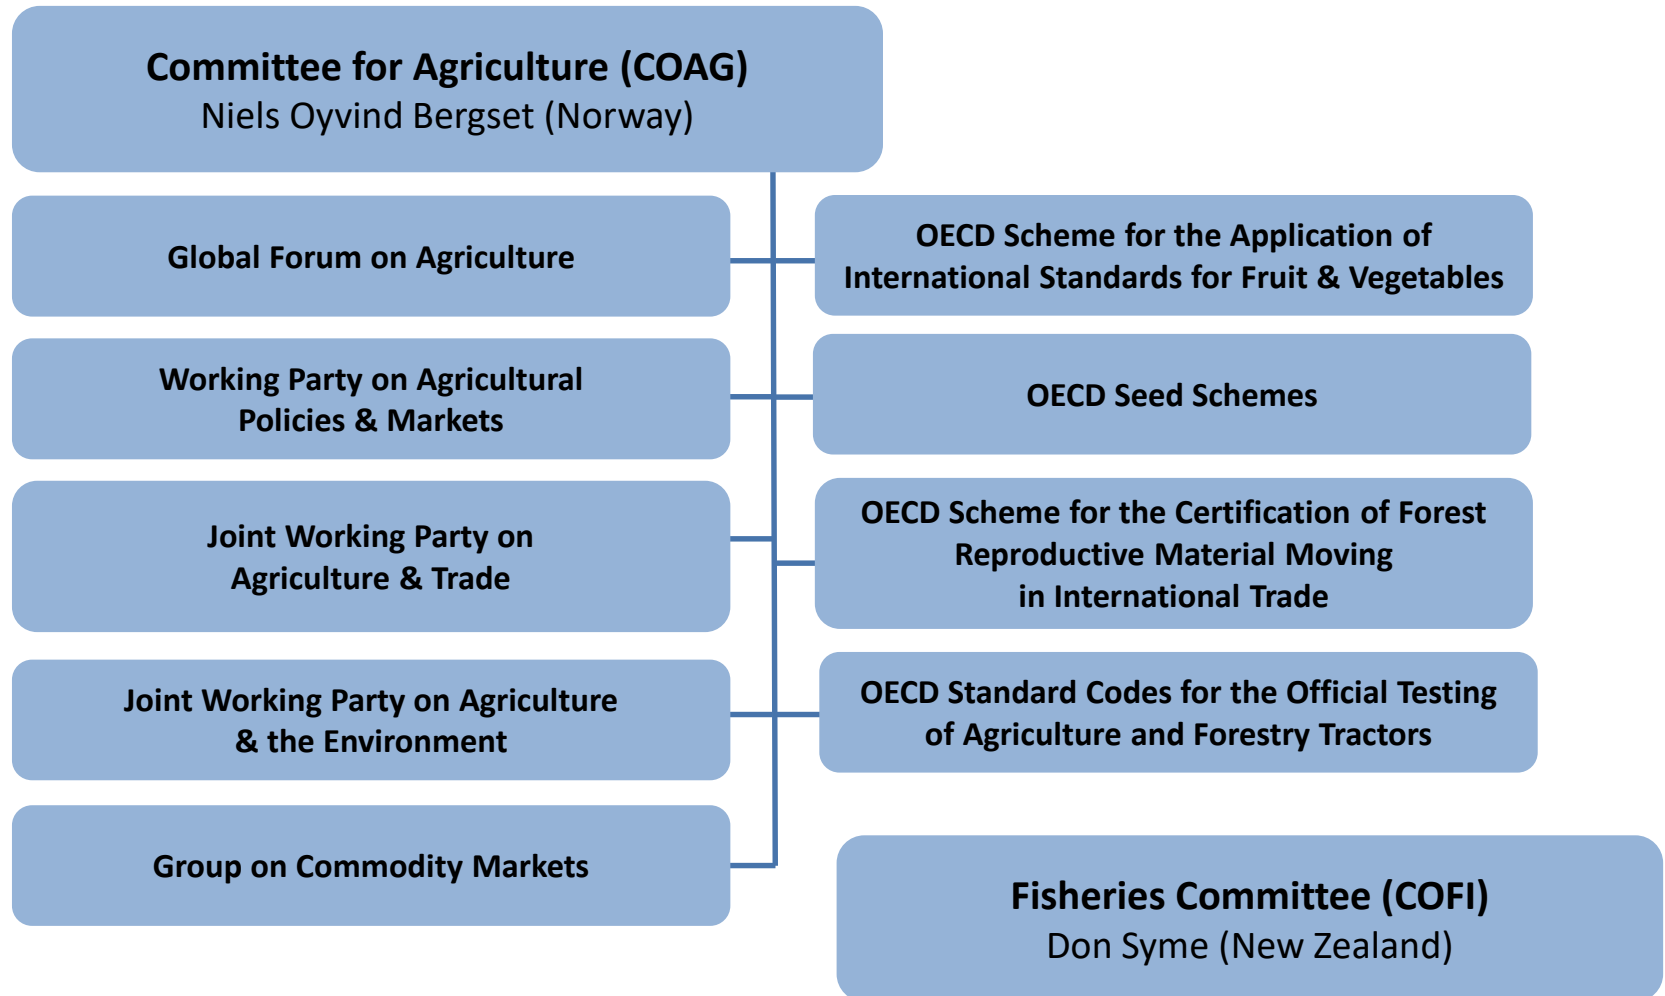 Committee for Agriculture (COAG)
Niels Oyvind Bergset (Norway)
Global Forum on Agriculture
OECD Scheme for the Application of
International Standards for Fruit & Vegetables
Working Party on Agricultural
Policies & Markets
OECD Seed Schemes
Joint Working Party on
Agriculture & Trade
OECD Scheme for the Certification of Forest
Reproductive Material Moving
in International Trade
Joint Working Party on Agriculture
& the Environment
OECD Standard Codes for the Official Testing
of Agriculture and Forestry Tractors
Group on Commodity Markets
Fisheries Committee (COFI)
Don Syme (New Zealand)